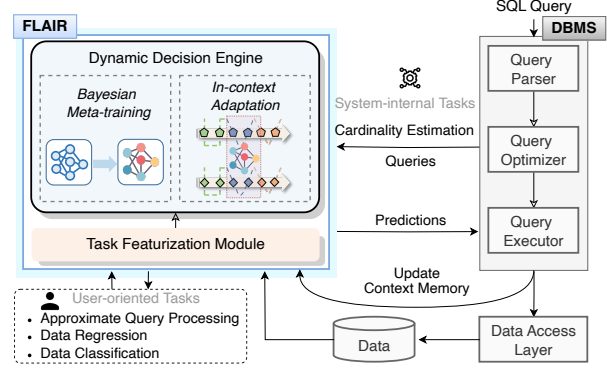 SQL Query
FLAIR
DBMS
Dynamic Decision Engine
Bayesian
Meta-training
In-context
Adaptation
Task Featurization Module
System-internal Tasks
Cardinality Estimation
Queries
Predictions
Update
Context Memory
Query
Parser
Query
Optimizer
Query
Executor
User-oriented Tasks
• Approximate Query Processing
• Data Regression
• Data Classification
Data
Data Access
Layer